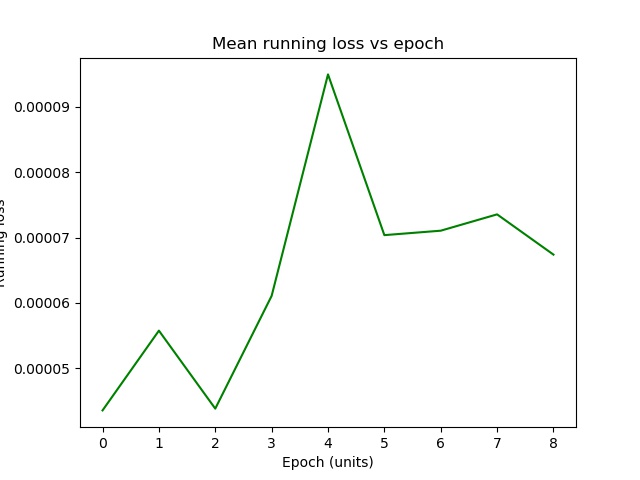 Mean running loss vs epoch
0.00009
0.00008
0.00007
0.00006
0.00005
Running loss
0 1 2 3 4 5 6 7 8
Epoch (units)